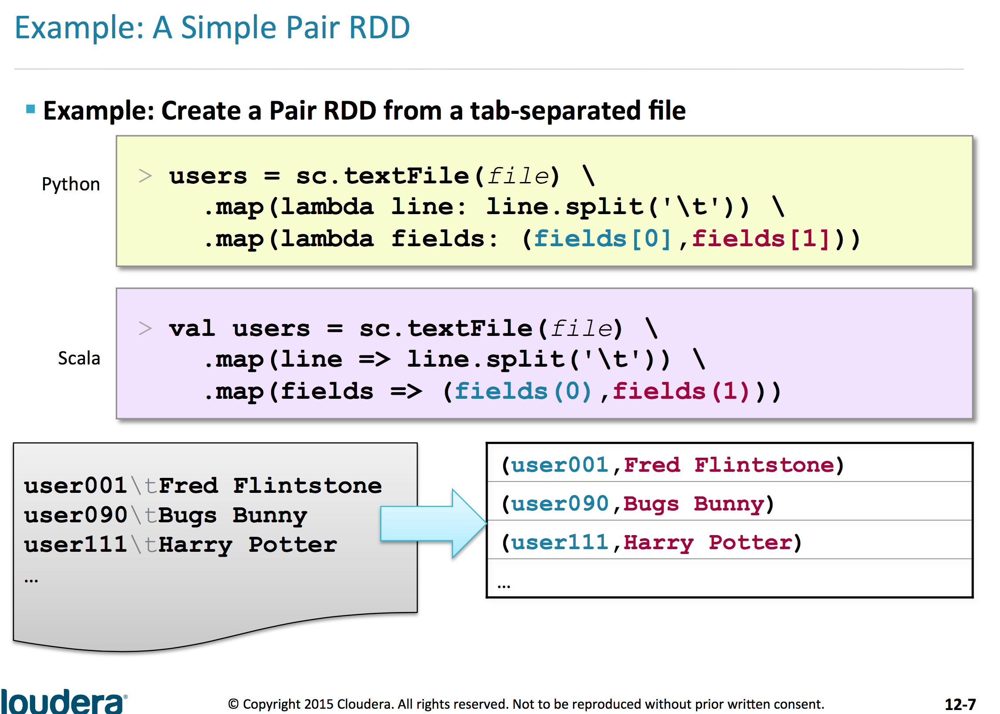 Example: A Simple Pair RDD
Example: Create a Pair RDD from a tab-separated file
Python
> users = sc.textFile(file) \
.map(lambda line: line.split('\t')) \
.map(lambda fields: (fields[0],fields[1]))
Scala
> val users = sc.textFile(file) \
.map(line => line.split('\t')) \
.map(fields => (fields(0),fields(1)))
user001\tFred Flintstone
user090\tBugs Bunny
user111\tHarry Potter
…
(user001,Fred Flintstone)
(user090,Bugs Bunny)
(user111,Harry Potter)
…
loudera®
© Copyright 2015 Cloudera. All rights reserved. Not to be reproduced without prior written consent.
12-7